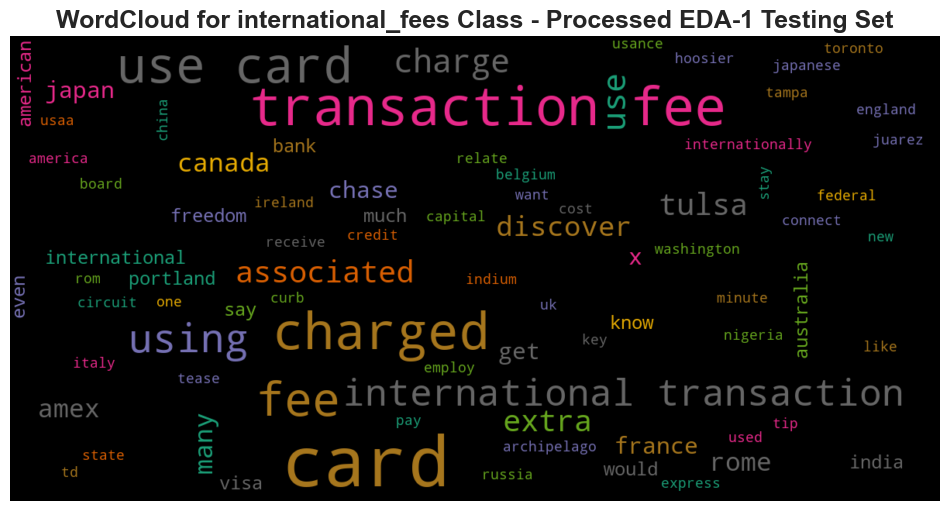 WordCloud for international_fees Class - Processed EDA-1 Testing Set
american
use card
charge
usance
hoosier
toronto
japanese
japan
usaa
china
transaction fee
use
tampa
england
juarez
america
board
canada
bank
chase
relate
belgium
internationally
stay
federal
freedom
ireland
much
capital
want
cost
discover
tulsa
connect
new
international
receive
credit
x
washington
even
rom
portland
associated
indium
australia
circuit
one
say
curb
uk
know
minute
nigeria
using
charged
get
key
like
italy
tease
employ
amex
many
fee
international transaction
extra
pay
archipelago
france
used
tip
state
td
visa
card
russia
would
express
rome
india